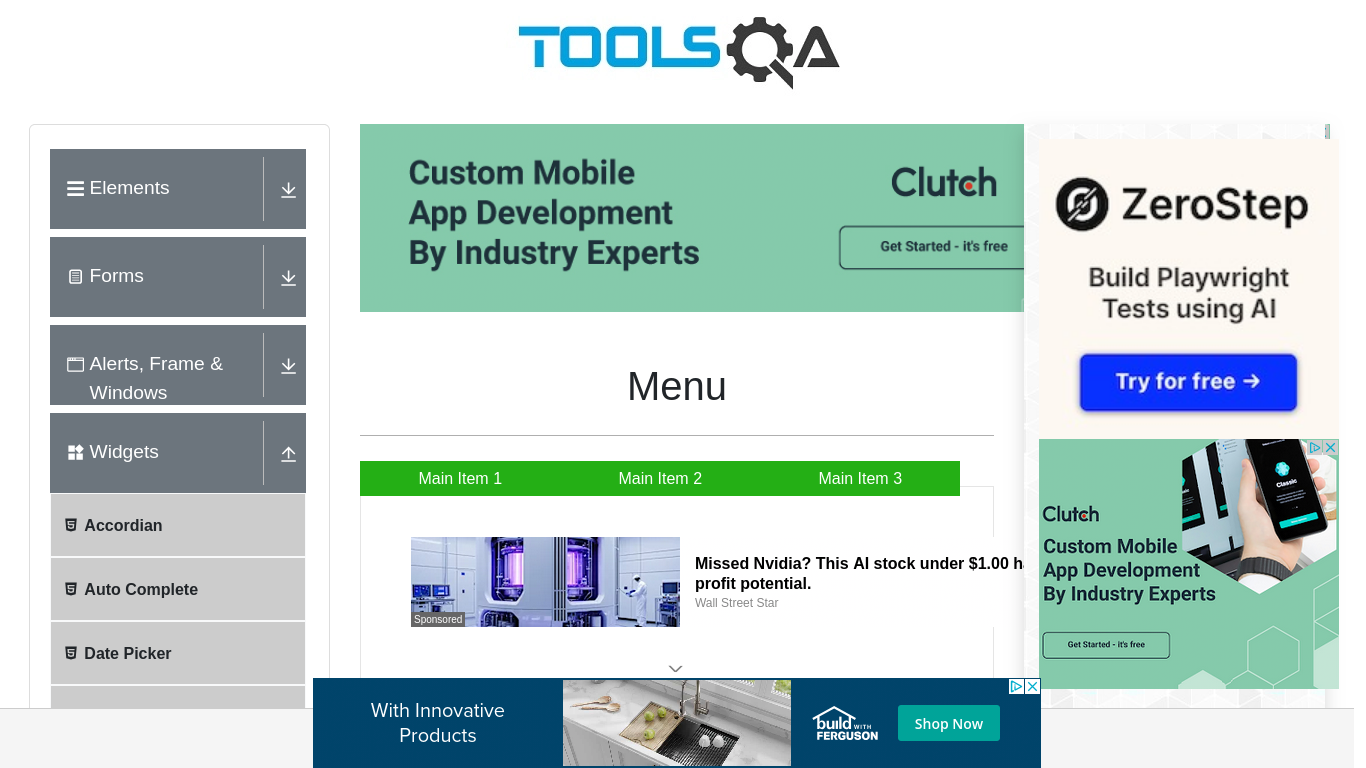 TOOLSQA
Elements
Forms
Alerts, Frame &
Windows
Widgets
Accordian
Auto Complete
Date Picker
Custom Mobile
App Development
By Industry Experts
Clutch
Get Started - it's free
Menu
Main Item 1
Main Item 2
Main Item 3
Sponsored
Missed Nvidia? This AI stock under $1.00 ha
profit potential.
Wall Street Star
ZeroStep
Build Playwright
Tests using AI
Try for free →
Classic
Clutch
Custom Mobile
App Development
By Industry Experts
Get Started - it's free
With Innovative
Products
build WITH
FERGUSON
Shop Now